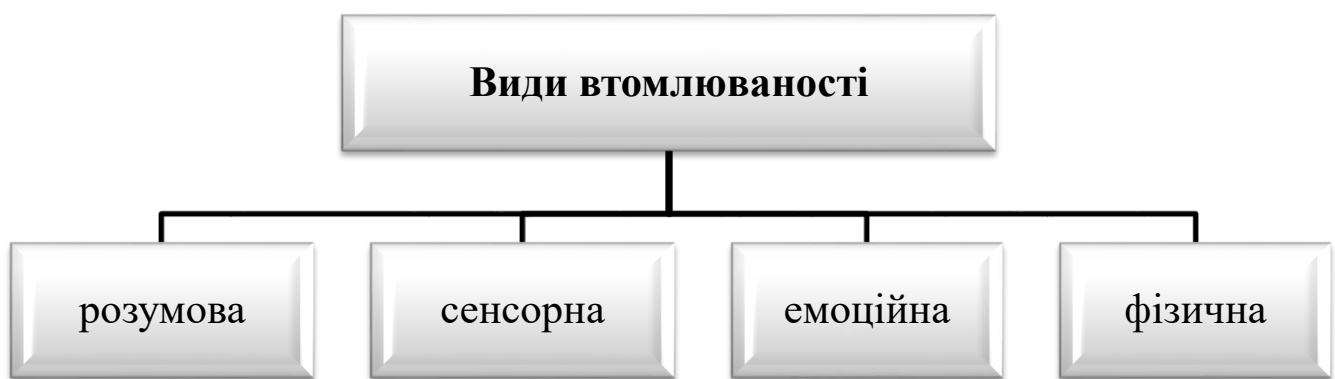 Види втомлюваності
розумова
сенсорна
емоційна
фізична